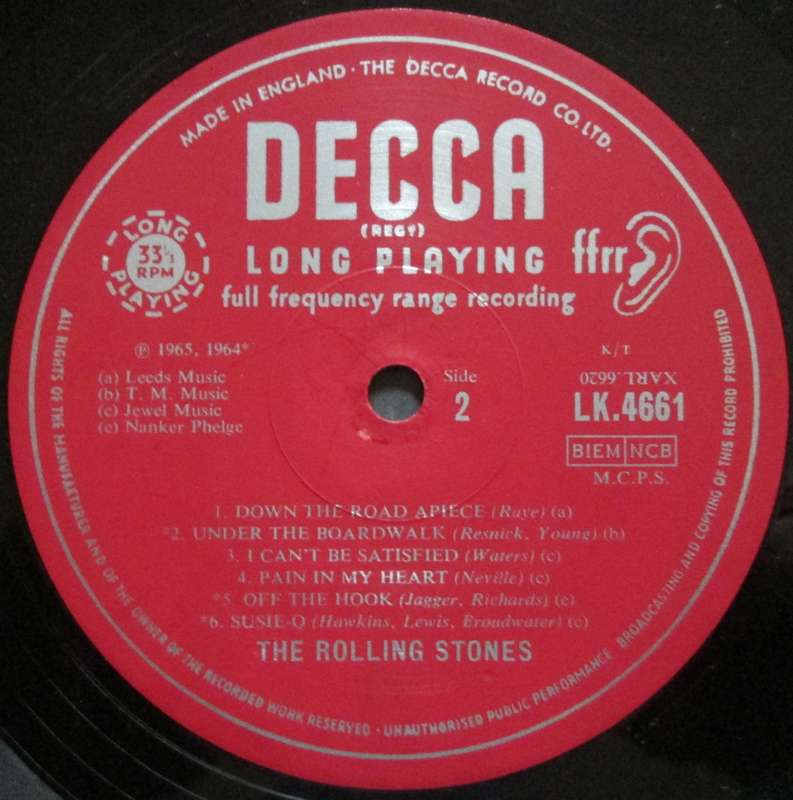 MADE IN ENGLAND · THE DECCA RECORD CO. LTD.
DECCA
(REGD)
LONG PLAYING
full frequency range recording
ffrr
LONG
33⅓
RPM
PLAYING
℗ 1965, 1964*
(a) Leeds Music
(b) T. M. Music
(c) Jewel Music
(e) Nanker Phelge
Side
2
K/T
XARL.6620
LK.4661
BIEM NCB
M.C.P.S.
1. DOWN THE ROAD APIECE (Raye) (a)
*2. UNDER THE BOARDWALK (Resnick, Young) (b)
3. I CAN'T BE SATISFIED (Waters) (c)
4. PAIN IN MY HEART (Neville) (c)
*5. OFF THE HOOK (Jagger, Richards) (e)
*6. SUSIE-Q (Hawkins, Lewis, Broadwater) (c)
THE ROLLING STONES
ALL RIGHTS OF THE MANUFACTURER AND OF THE OWNER OF THE RECORDED WORK RESERVED · UNAUTHORISED PUBLIC PERFORMANCE BROADCASTING AND COPYING OF THIS RECORD PROHIBITED